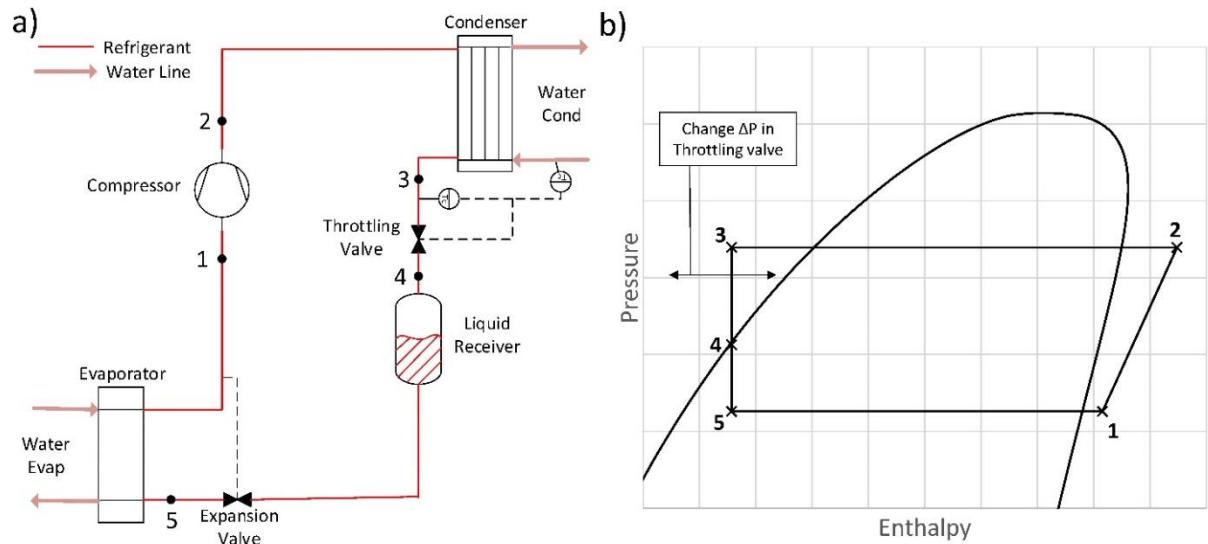 a)
Refrigerant
Water Line
Condenser
Water
Cond
2
Compressor
3
Throttling
Valve
1
4
Liquid
Receiver
Evaporator
Water
Evap
5
Expansion
Valve
b)
Change ΔP in
Throttling valve
Pressure
3
2
4
5
1
Enthalpy